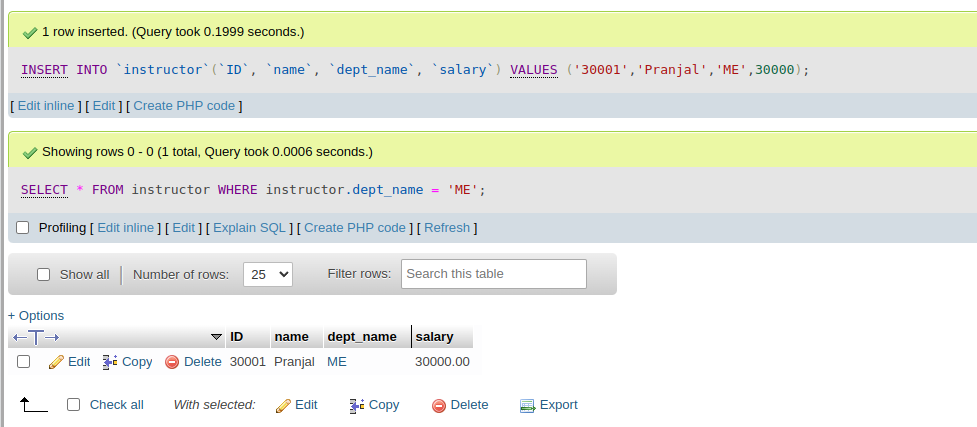 1 row inserted. (Query took 0.1999 seconds.)
INSERT INTO `instructor`(`ID`, `name`, `dept_name`, `salary`) VALUES ('30001','Pranjal','ME',30000);
[ Edit inline ] [ Edit ] [ Create PHP code ]
Showing rows 0 - 0 (1 total, Query took 0.0006 seconds.)
SELECT * FROM instructor WHERE instructor.dept_name = 'ME';
Profiling [ Edit inline ] [ Edit ] [ Explain SQL ] [ Create PHP code ] [ Refresh ]
Show all | Number of rows: 25 Filter rows: Search this table
+ Options
←T→ ID name dept_name salary
Edit Copy Delete 30001 Pranjal ME 30000.00
Check all With selected: Edit Copy Delete Export